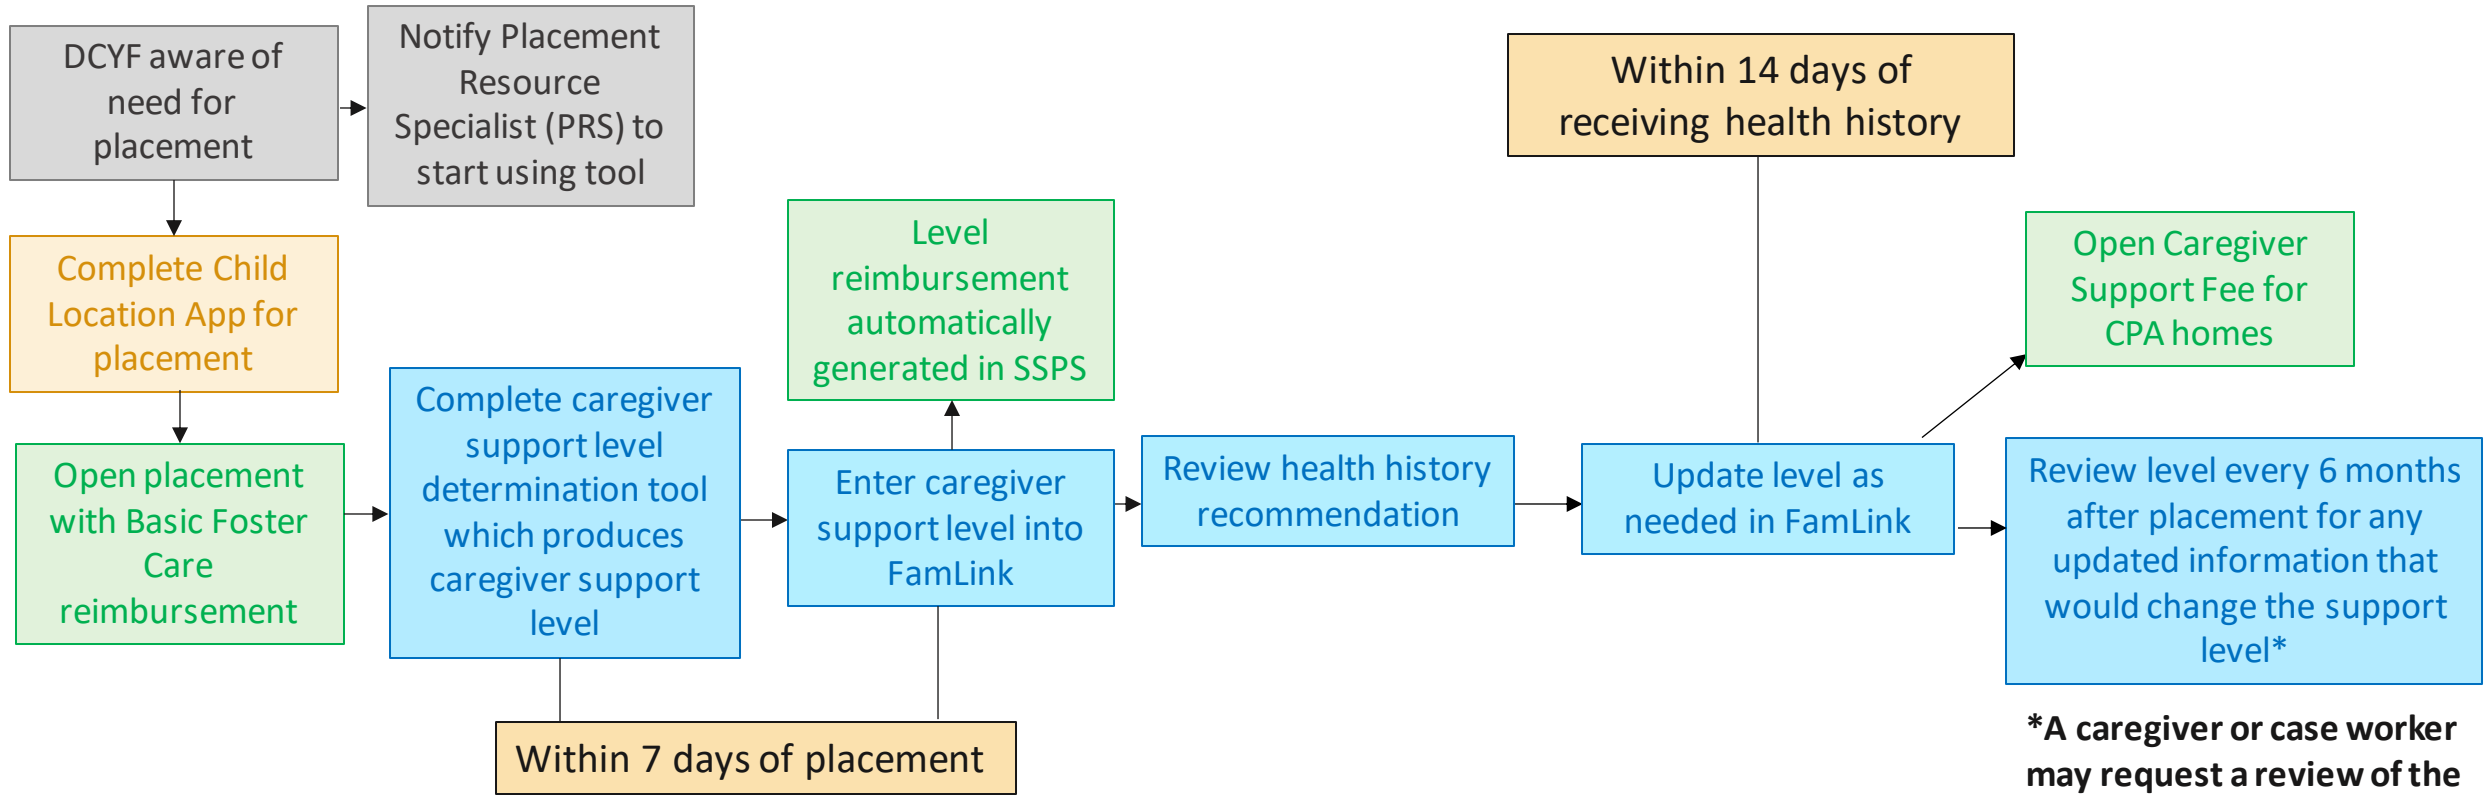 DCYF aware of
need for
placement
Notify Placement
Resource
Specialist (PRS) to
start using tool
Complete Child
Location App for
placement
Open placement
with Basic Foster
Care
reimbursement
Complete caregiver
support level
determination tool
which produces
caregiver support
level
Within 7 days of placement
Level
reimbursement
automatically
generated in SSPS
Enter caregiver
support level into
FamLink
Review health history
recommendation
Within 14 days of
receiving health history
Update level as
needed in FamLink
Open Caregiver
Support Fee for
CPA homes
Review level every 6 months
after placement for any
updated information that
would change the support
level*
*A caregiver or case worker
may request a review of the